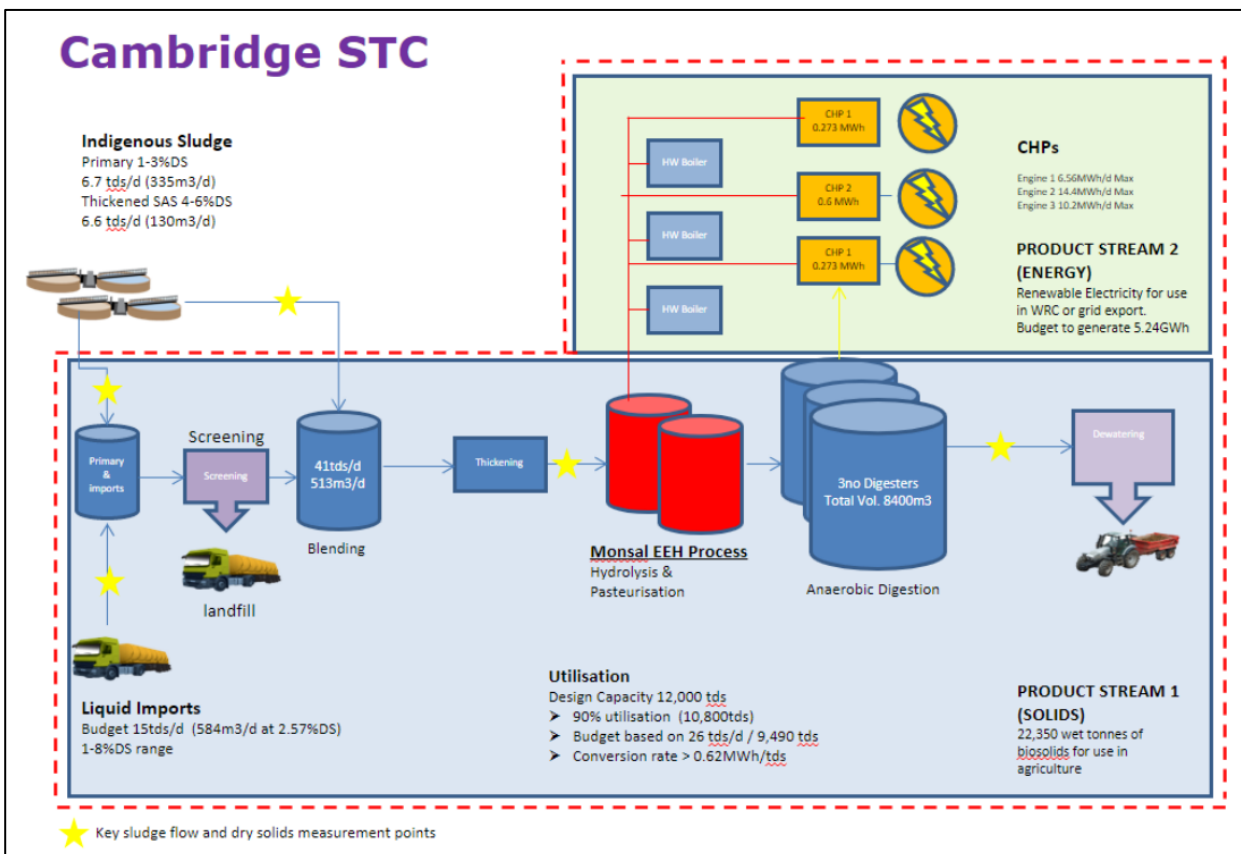 Cambridge STC
Indigenous Sludge
Primary 1-3%DS
6.7 tds/d (335m3/d)
Thickened SAS 4-6%DS
6.6 tds/d (130m3/d)
CHP 1
0.273 MWh
HW Boiler
CHP 2
0.6 MWh
HW Boiler
CHP 1
0.273 MWh
HW Boiler
CHPs
Engine 1 6.56MWh/d Max
Engine 2 14.4MWh/d Max
Engine 3 10.2MWh/d Max
PRODUCT STREAM 2
(ENERGY)
Renewable Electricity for use
in WRC or grid export.
Budget to generate 5.24GWh
Primary
&
imports
Screening
Screening
landfill
41tds/d
513m3/d
Blending
Thickening
Monsal EEH Process
Hydrolysis &
Pasteurisation
3no Digesters
Total Vol. 8400m3
Anaerobic Digestion
Dewatering
Liquid Imports
Budget 15tds/d (584m3/d at 2.57%DS)
1-8%DS range
Utilisation
Design Capacity 12,000 tds
➤ 90% utilisation (10,800tds)
➤ Budget based on 26 tds/d / 9,490 tds
➤ Conversion rate > 0.62MWh/tds
PRODUCT STREAM 1
(SOLIDS)
22,350 wet tonnes of
biosolids for use in
agriculture
Key sludge flow and dry solids measurement points